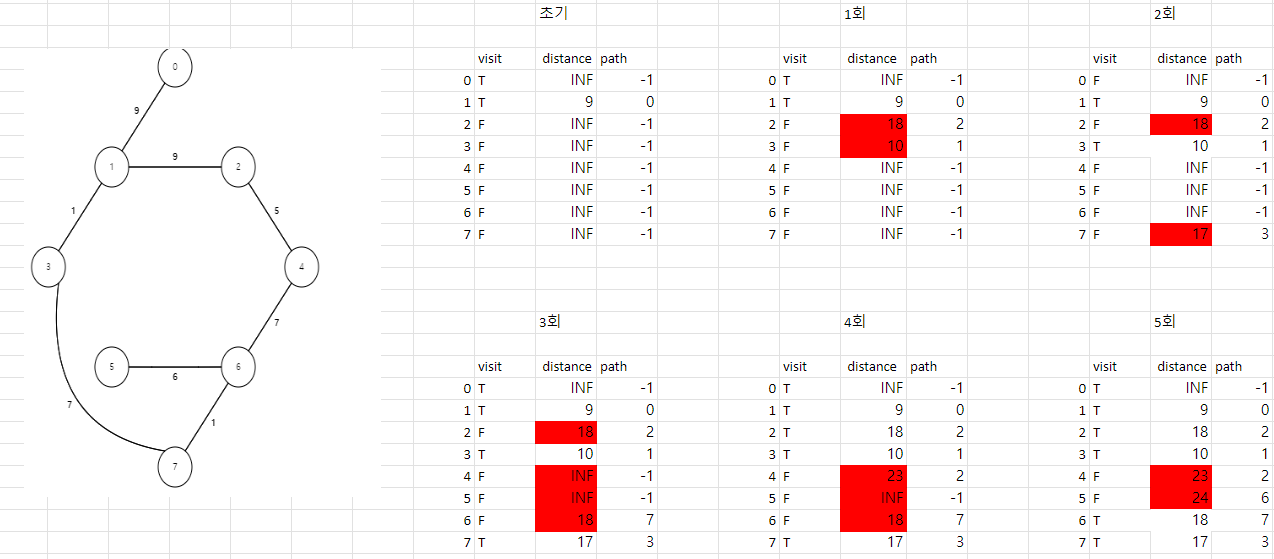 초기 1회 2회
visit distance path visit distance path visit distance path
0 T INF -1 0 T INF -1 0 F INF -1
1 T 9 0 1 T 9 0 1 T 9 0
2 F INF -1 2 F 18 2 2 F 18 2
3 F INF -1 3 F 10 1 3 T 10 1
4 F INF -1 4 F INF -1 4 F INF -1
5 F INF -1 5 F INF -1 5 F INF -1
6 F INF -1 6 F INF -1 6 F INF -1
7 F INF -1 7 F INF -1 7 F 17 3
3회 4회 5회
visit distance path visit distance path visit distance path
0 T INF -1 0 T INF -1 0 T INF -1
1 T 9 0 1 T 9 0 1 T 9 0
2 F 18 2 2 T 18 2 2 T 18 2
3 T 10 1 3 T 10 1 3 T 10 1
4 F INF -1 4 F 23 2 4 F 23 2
5 F INF -1 5 F INF -1 5 F 24 6
6 F 18 7 6 F 18 7 6 T 18 7
7 T 17 3 7 T 17 3 7 T 17 3
0
9
1 9 2
1 5
3 4
7
5 6 6
7 1
7